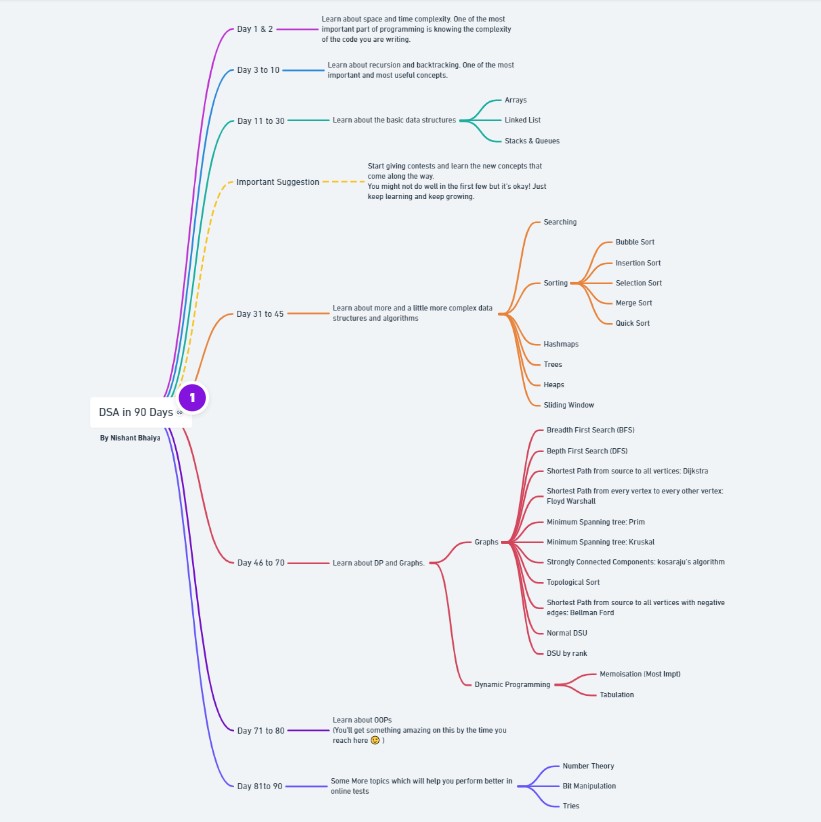 Day 1 & 2
Learn about space and time complexity. One of the most
important part of programming is knowing the complexity
of the code you are writing.
Day 3 to 10
Learn about recursion and backtracking. One of the most
important and most useful concepts.
Day 11 to 30
Learn about the basic data structures
Arrays
Linked List
Stacks & Queues
Important Suggestion
Start giving contests and learn the new concepts that
come along the way.
You might not do well in the first few but it's okay! Just
keep learning and keep growing.
Day 31 to 45
Learn about more and a little more complex data
structures and algorithms
Searching
Sorting
Bubble Sort
Insertion Sort
Selection Sort
Merge Sort
Quick Sort
Hashmaps
Trees
Heaps
Sliding Window
DSA in 90 Days
1
By Nishant Bhaiya
Day 46 to 70
Learn about DP and Graphs.
Graphs
Breadth First Search (BFS)
Bepth First Search (DFS)
Shortest Path from source to all vertices: Dijkstra
Shortest Path from every vertex to every other vertex:
Floyd Warshall
Minimum Spanning tree: Prim
Minimum Spanning tree: Kruskal
Strongly Connected Components: kosaraju's algorithm
Topological Sort
Shortest Path from source to all vertices with negative
edges: Bellman Ford
Normal DSU
DSU by rank
Dynamic Programming
Memoisation (Most Impt)
Tabulation
Day 71 to 80
Learn about OOPs
(You'll get something amazing on this by the time you
reach here 😉 )
Day 81to 90
Some More topics which will help you perform better in
online tests
Number Theory
Bit Manipulation
Tries